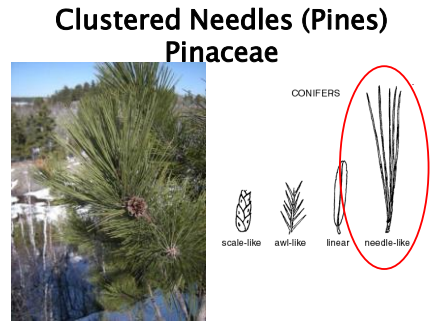 Clustered Needles (Pines)
Pinaceae
CONIFERS
scale-like awl-like linear needle-like